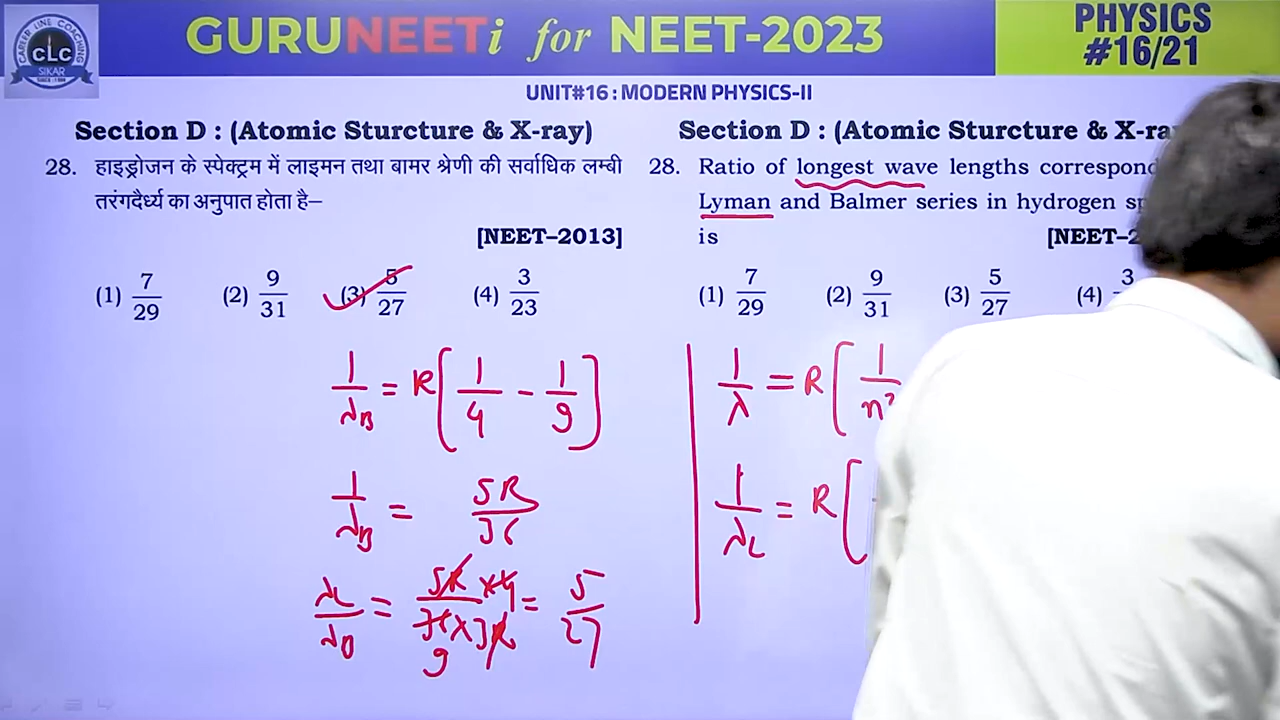 CAREER LINE COACHING
CLC
SIKAR
GURUNEETi for NEET-2023
PHYSICS
#16/21
UNIT#16 : MODERN PHYSICS-II
Section D : (Atomic Sturcture & X-ray)
28. हाइड्रोजन के स्पेक्ट्रम में लाइमन तथा बामर श्रेणी की सर्वाधिक लम्बी
तरंगदैर्ध्य का अनुपात होता है–
[NEET–2013]
(1) 7/29 (2) 9/31 (3) 5/27 (4) 3/23
1/λB = R[1/4 - 1/9]
1/λB = 5R/36
λL/λB = 5R×4/36×3R = 5/27
9
Section D : (Atomic Sturcture & X-ra
28. Ratio of longest wave lengths correspond
Lyman and Balmer series in hydrogen sp
is [NEET–2
(1) 7/29 (2) 9/31 (3) 5/27 (4) 3
1/λ = R[1/n²
1/λL = R[